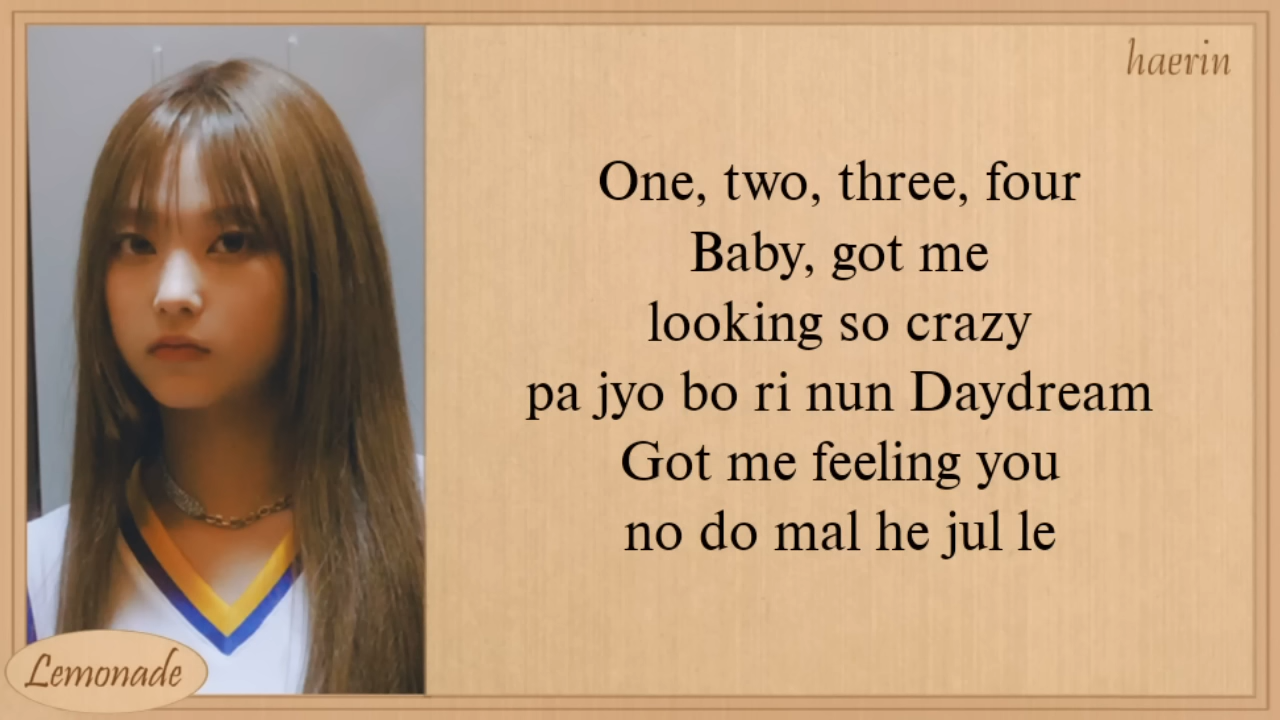 haerin
One, two, three, four
Baby, got me
looking so crazy
pa jyo bo ri nun Daydream
Got me feeling you
no do mal he jul le
Lemonade